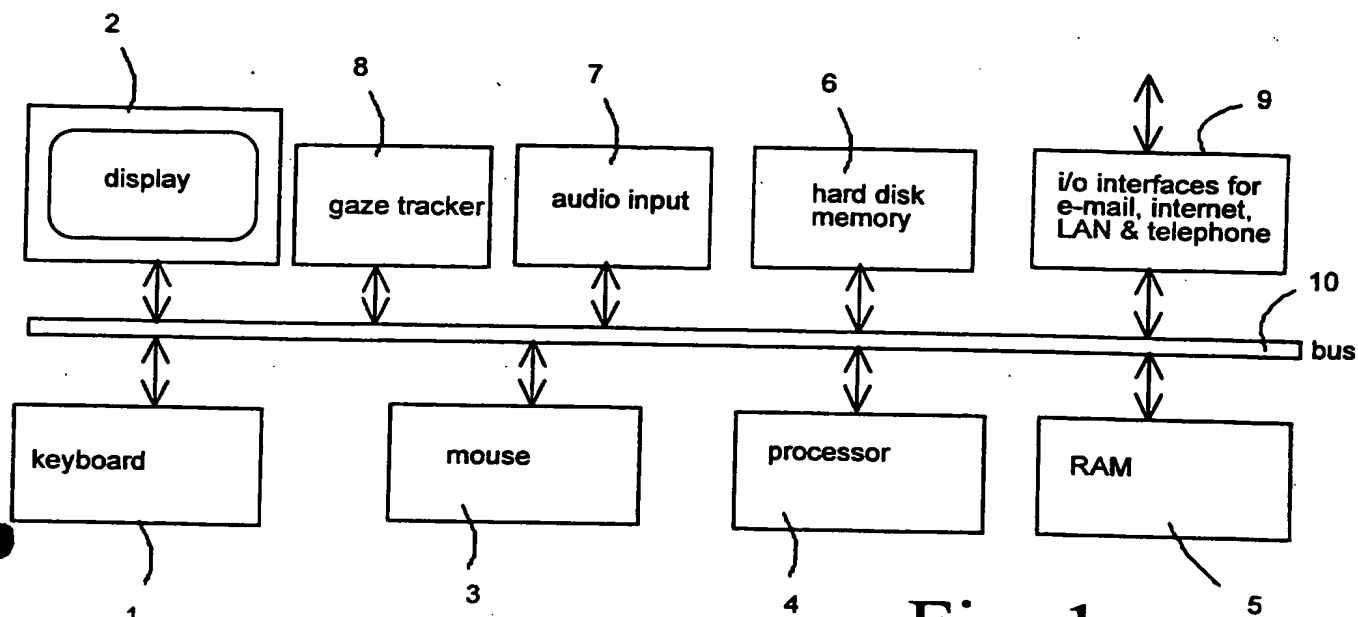 2
8
7
6
9
display
gaze tracker
audio input
hard disk
memory
i/o interfaces for
e-mail, internet,
LAN & telephone
10
bus
keyboard
mouse
processor
RAM
1
3
4
5